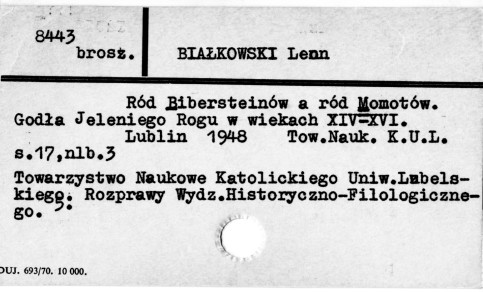 8443
brosz.
BIAŁKOWSKI Leon
Ród Bibersteinów a ród Momotów.
Godła Jeleniego Rogu w wiekach XIV-XVI.
Lublin 1948 Tow.Nauk. K.U.L.
s.17,nlb.3
Towarzystwo Naukowe Katolickiego Uniw.Lubels-
kiego. Rozprawy Wydz.Historyczno-Filologiczne-
go. 5.
DUJ. 693/70. 10 000.